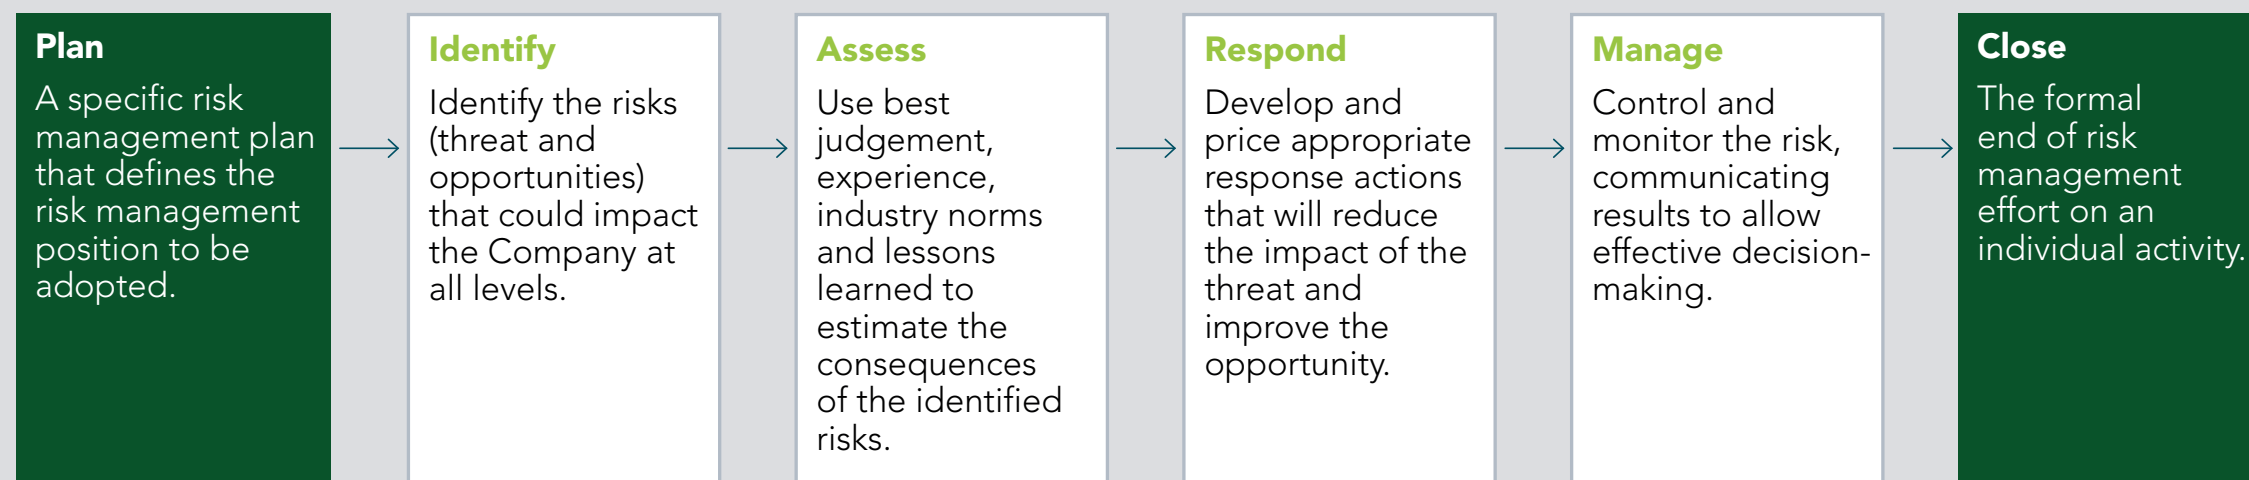 Plan
A specific risk
management plan
that defines the
risk management
position to be
adopted.
Identify
Identify the risks
(threat and
opportunities)
that could impact
the Company at
all levels.
Assess
Use best
judgement,
experience,
industry norms
and lessons
learned to
estimate the
consequences
of the identified
risks.
Respond
Develop and
price appropriate
response actions
that will reduce
the impact of the
threat and
improve the
opportunity.
Manage
Control and
monitor the risk,
communicating
results to allow
effective decision-
making.
Close
The formal
end of risk
management
effort on an
individual activity.